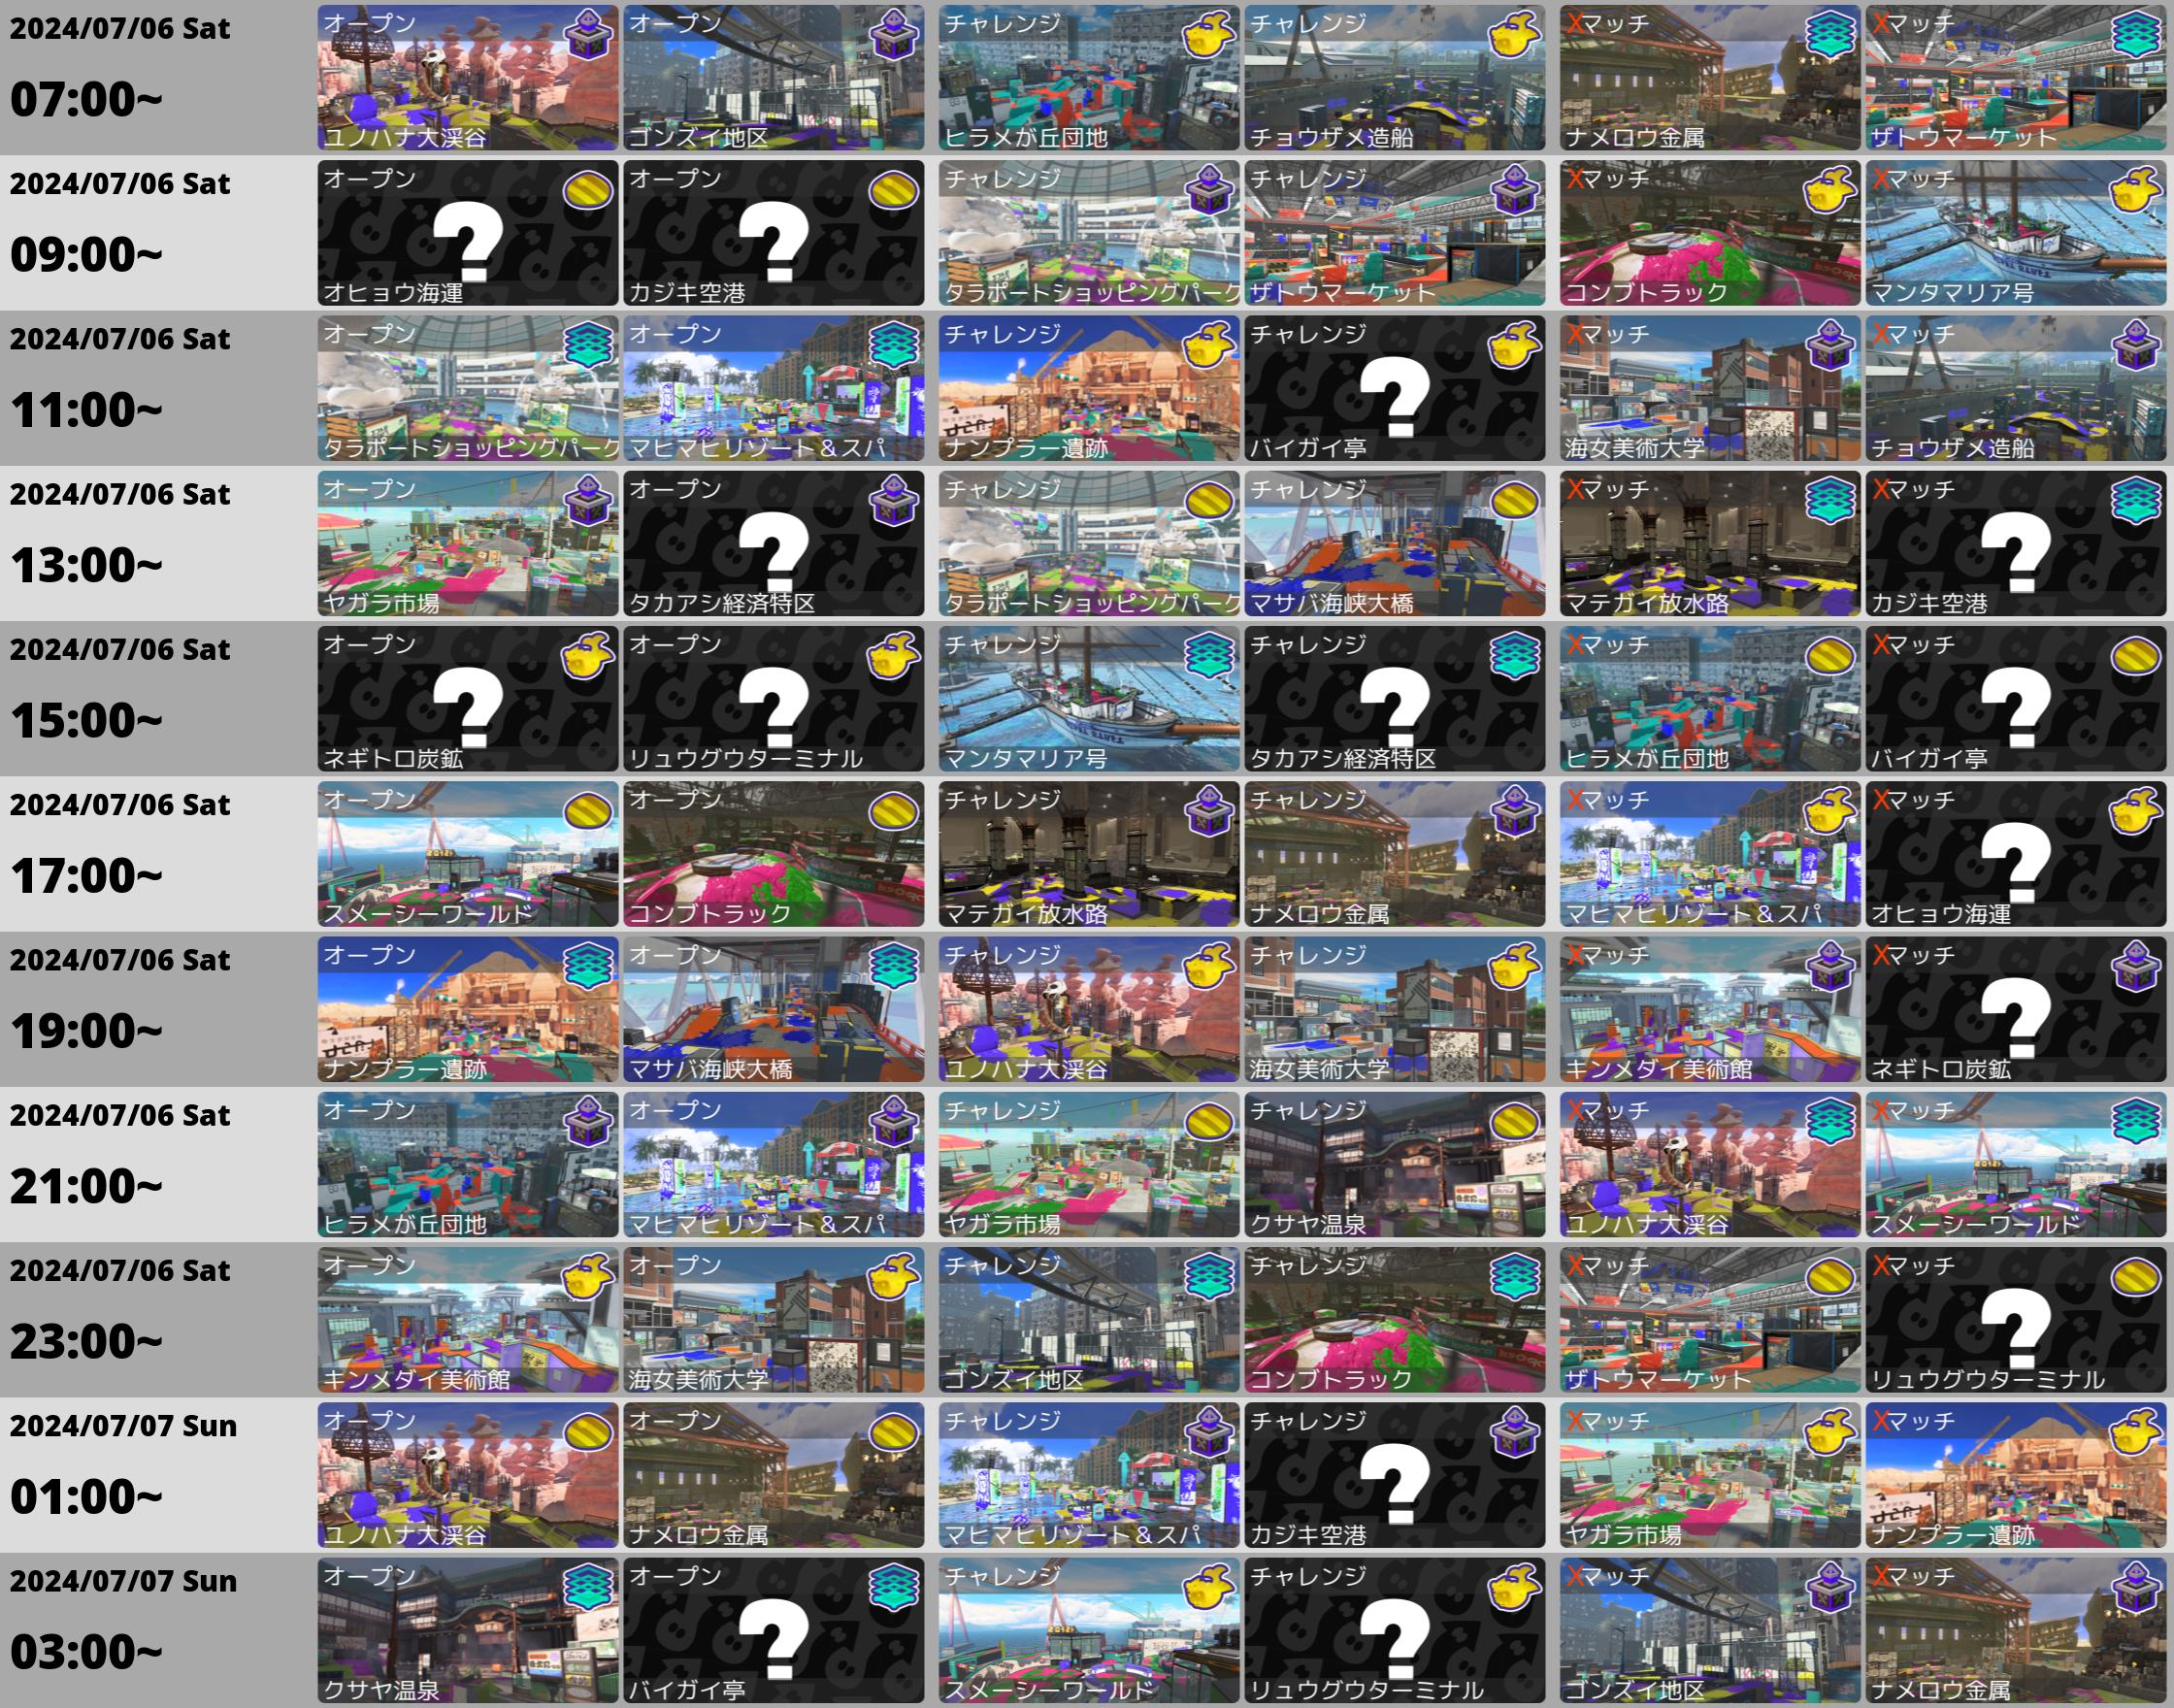 2024/07/06 Sat
07:00~
オープン
ユノハナ大渓谷
オープン
ゴンズイ地区
チャレンジ
ヒラメが丘団地
チャレンジ
チョウザメ造船
Xマッチ
ナメロウ金属
Xマッチ
ザトウマーケット
2024/07/06 Sat
09:00~
オープン
?
オヒョウ海運
オープン
?
カジキ空港
チャレンジ
タラポートショッピングパーク
チャレンジ
ザトウマーケット
Xマッチ
コンブトラック
Xマッチ
マンタマリア号
2024/07/06 Sat
11:00~
オープン
タラポートショッピングパーク
オープン
マヒマヒリゾート&スパ
チャレンジ
ナンプラー遺跡
チャレンジ
?
バイガイ亭
Xマッチ
海女美術大学
Xマッチ
チョウザメ造船
2024/07/06 Sat
13:00~
オープン
ヤガラ市場
オープン
?
タカアシ経済特区
チャレンジ
タラポートショッピングパーク
チャレンジ
マサバ海峡大橋
Xマッチ
マテガイ放水路
Xマッチ
?
カジキ空港
2024/07/06 Sat
15:00~
オープン
?
ネギトロ炭鉱
オープン
?
リュウグウターミナル
チャレンジ
マンタマリア号
チャレンジ
?
タカアシ経済特区
Xマッチ
ヒラメが丘団地
Xマッチ
?
バイガイ亭
2024/07/06 Sat
17:00~
オープン
スメーシーワールド
オープン
コンブトラック
チャレンジ
マテガイ放水路
チャレンジ
ナメロウ金属
Xマッチ
マヒマヒリゾート&スパ
Xマッチ
?
オヒョウ海運
2024/07/06 Sat
19:00~
オープン
ナンプラー遺跡
オープン
マサバ海峡大橋
チャレンジ
ユノハナ大渓谷
チャレンジ
海女美術大学
Xマッチ
キンメダイ美術館
Xマッチ
?
ネギトロ炭鉱
2024/07/06 Sat
21:00~
オープン
ヒラメが丘団地
オープン
マヒマヒリゾート&スパ
チャレンジ
ヤガラ市場
チャレンジ
クサヤ温泉
Xマッチ
ユノハナ大渓谷
Xマッチ
スメーシーワールド
2024/07/06 Sat
23:00~
オープン
キンメダイ美術館
オープン
海女美術大学
チャレンジ
ゴンズイ地区
チャレンジ
コンブトラック
Xマッチ
ザトウマーケット
Xマッチ
?
リュウグウターミナル
2024/07/07 Sun
01:00~
オープン
ユノハナ大渓谷
オープン
ナメロウ金属
チャレンジ
マヒマヒリゾート&スパ
チャレンジ
?
カジキ空港
Xマッチ
ヤガラ市場
Xマッチ
ナンプラー遺跡
2024/07/07 Sun
03:00~
オープン
クサヤ温泉
オープン
?
バイガイ亭
チャレンジ
スメーシーワールド
チャレンジ
?
リュウグウターミナル
Xマッチ
ゴンズイ地区
Xマッチ
ナメロウ金属